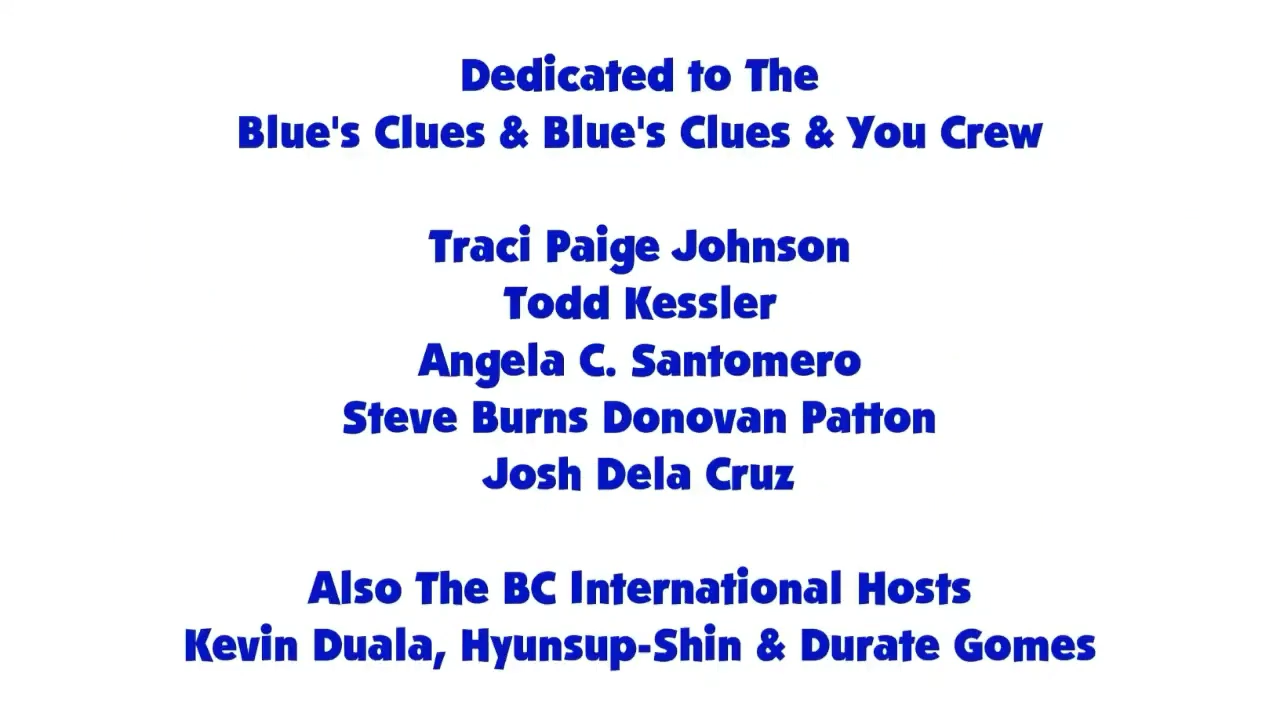 Dedicated to The
Blue's Clues & Blue's Clues & You Crew
Traci Paige Johnson
Todd Kessler
Angela C. Santomero
Steve Burns Donovan Patton
Josh Dela Cruz
Also The BC International Hosts
Kevin Duala, Hyunsup-Shin & Durate Gomes